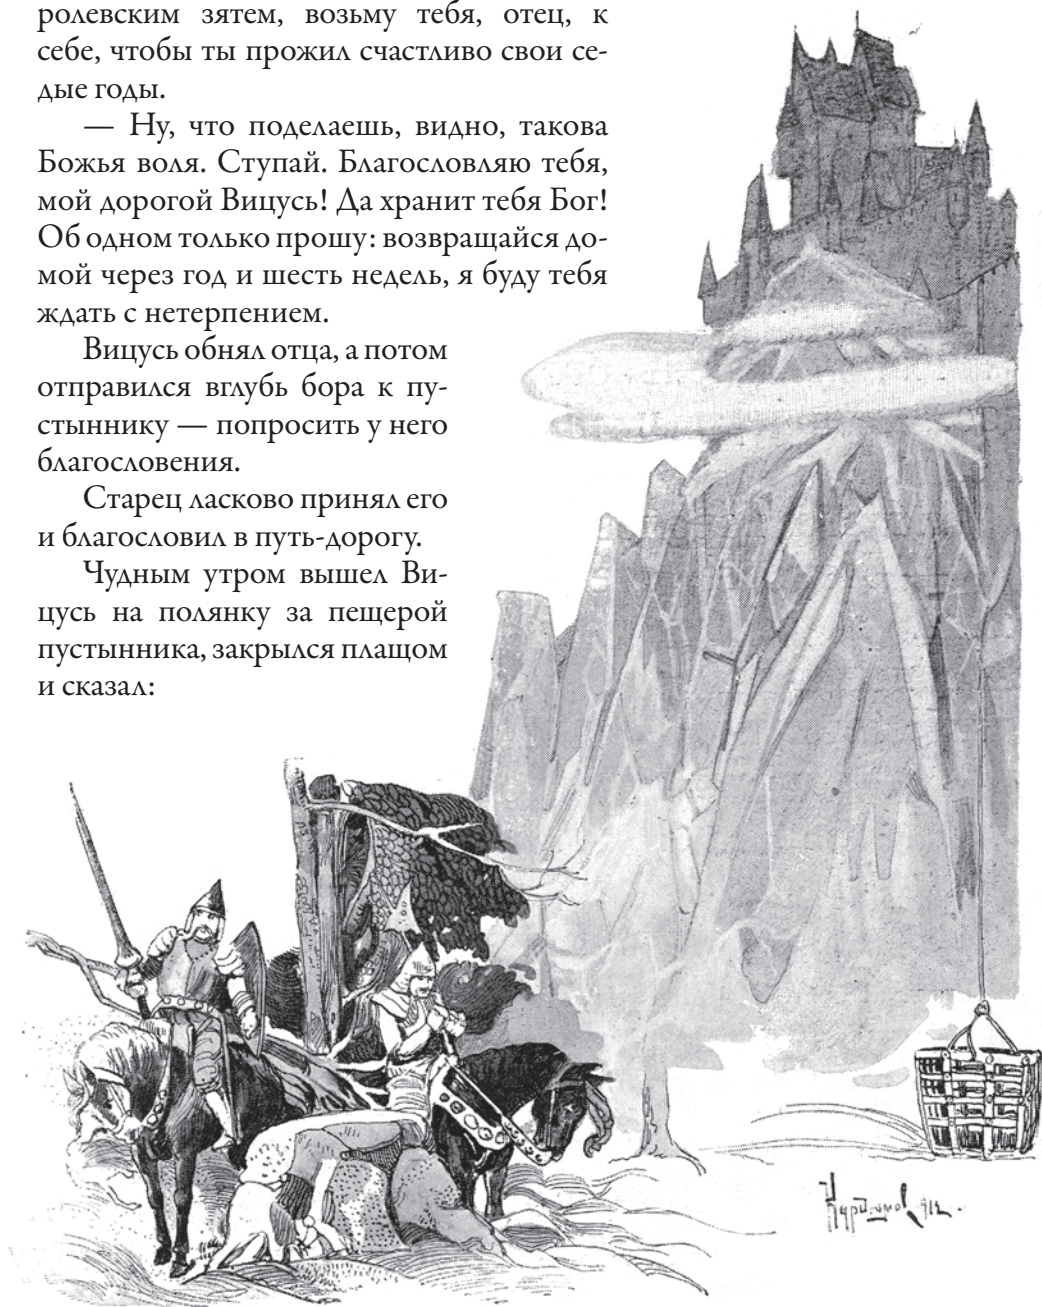 ролевским зятем, возьму тебя, отец, к
себе, чтобы ты прожил счастливо свои се-
дые годы.
— Ну, что поделаешь, видно, такова
Божья воля. Ступай. Благословляю тебя,
мой дорогой Вицусь! Да хранит тебя Бог!
Об одном только прошу: возвращайся до-
мой через год и шесть недель, я буду тебя
ждать с нетерпением.
Вицусь обнял отца, а потом
отправился вглубь бора к пу-
стыннику — попросить у него
благословения.
Старец ласково принял его
и благословил в путь-дорогу.
Чудным утром вышел Ви-
цусь на полянку за пещерой
пустынника, закрылся плащом
и сказал: